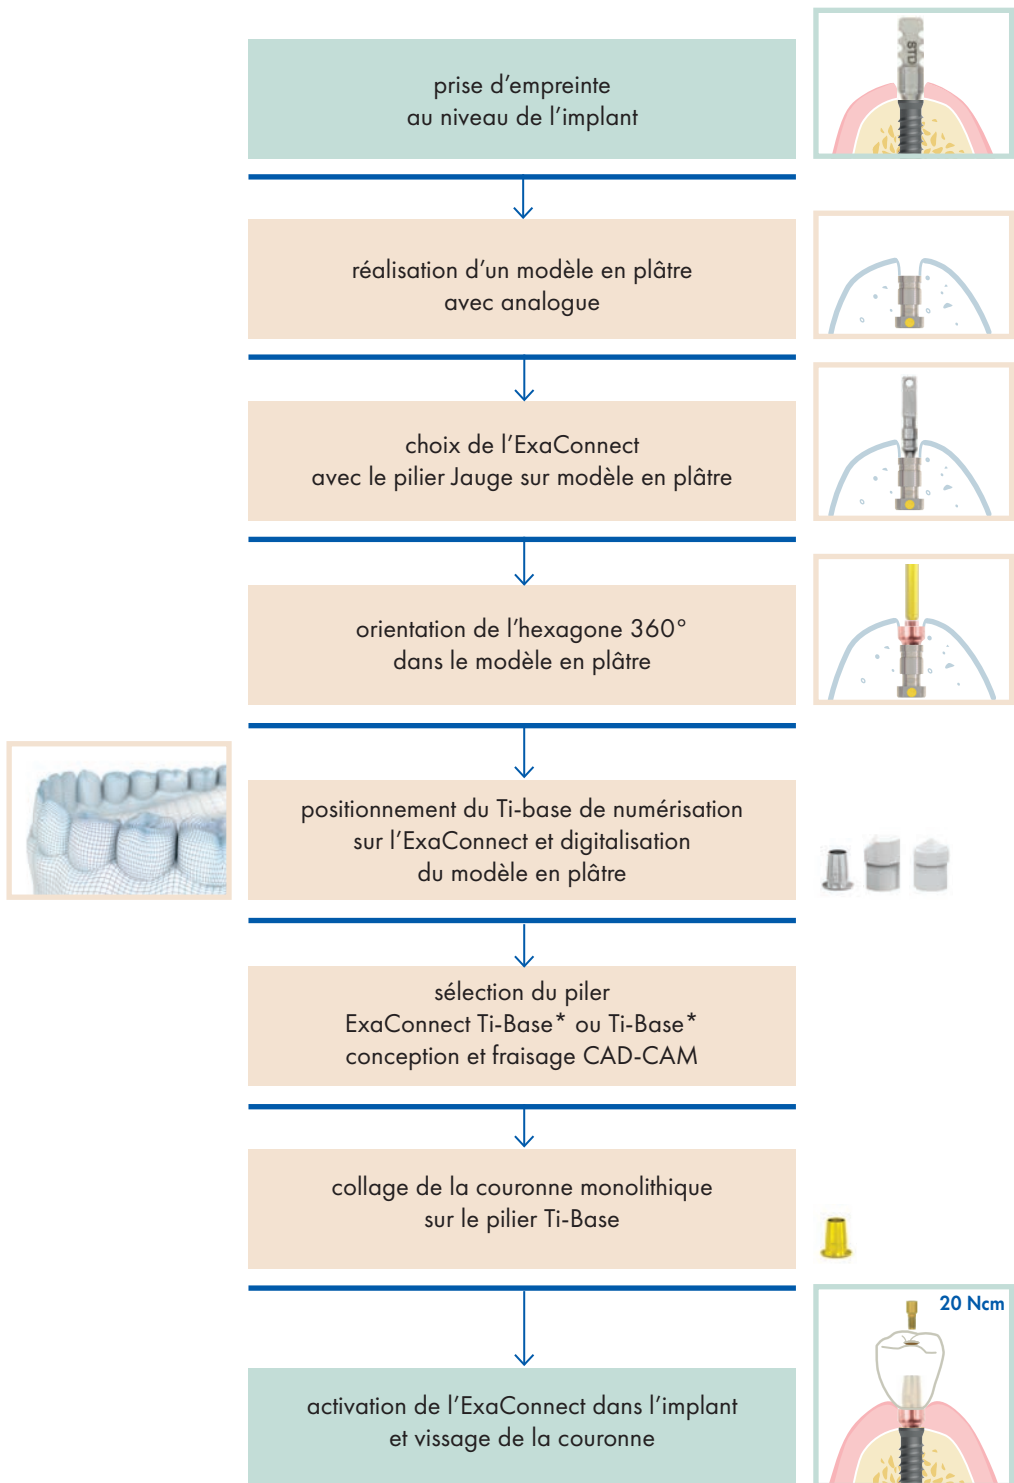 prise d’empreinte
au niveau de l’implant
STD
réalisation d’un modèle en plâtre
avec analogue
choix de l’ExaConnect
avec le pilier Jauge sur modèle en plâtre
orientation de l’hexagone 360°
dans le modèle en plâtre
positionnement du Ti-base de numérisation
sur l’ExaConnect et digitalisation
du modèle en plâtre
sélection du piler
ExaConnect Ti-Base* ou Ti-Base*
conception et fraisage CAD-CAM
collage de la couronne monolithique
sur le pilier Ti-Base
20 Ncm
activation de l’ExaConnect dans l’implant
et vissage de la couronne